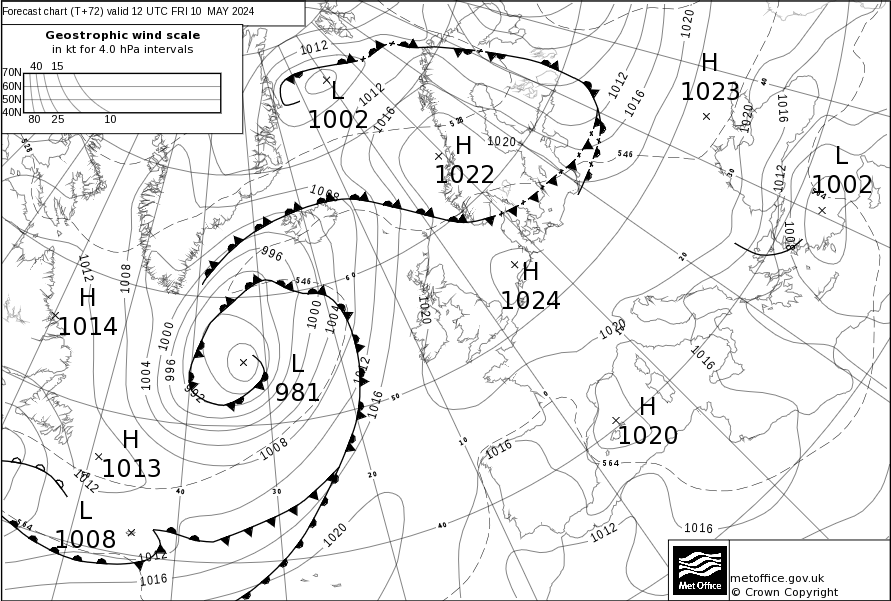 Forecast chart (T+72) valid 12 UTC FRI 10 MAY 2024
Geostrophic wind scale
in kt for 4.0 hPa intervals
40 15
70N
60N
50N
40N
80 25 10
1012
L
1002
1012
1016
528
1020
H
1022
1012
1016
546
1020
H
1023
40
1020
1016
L
1002
1012
1008
30
20
528
1008
996
546
60
1000
1012
1008
H
1014
1000
1004
996
992
L
981
1012
1016
50
1020
H
1024
1020
1016
0
H
1020
564
10
1016
H
1013
1012
1008
40
30
20
L
1008
564
1012
1016
1020
40
1012
1016
Met Office
metoffice.gov.uk
© Crown Copyright